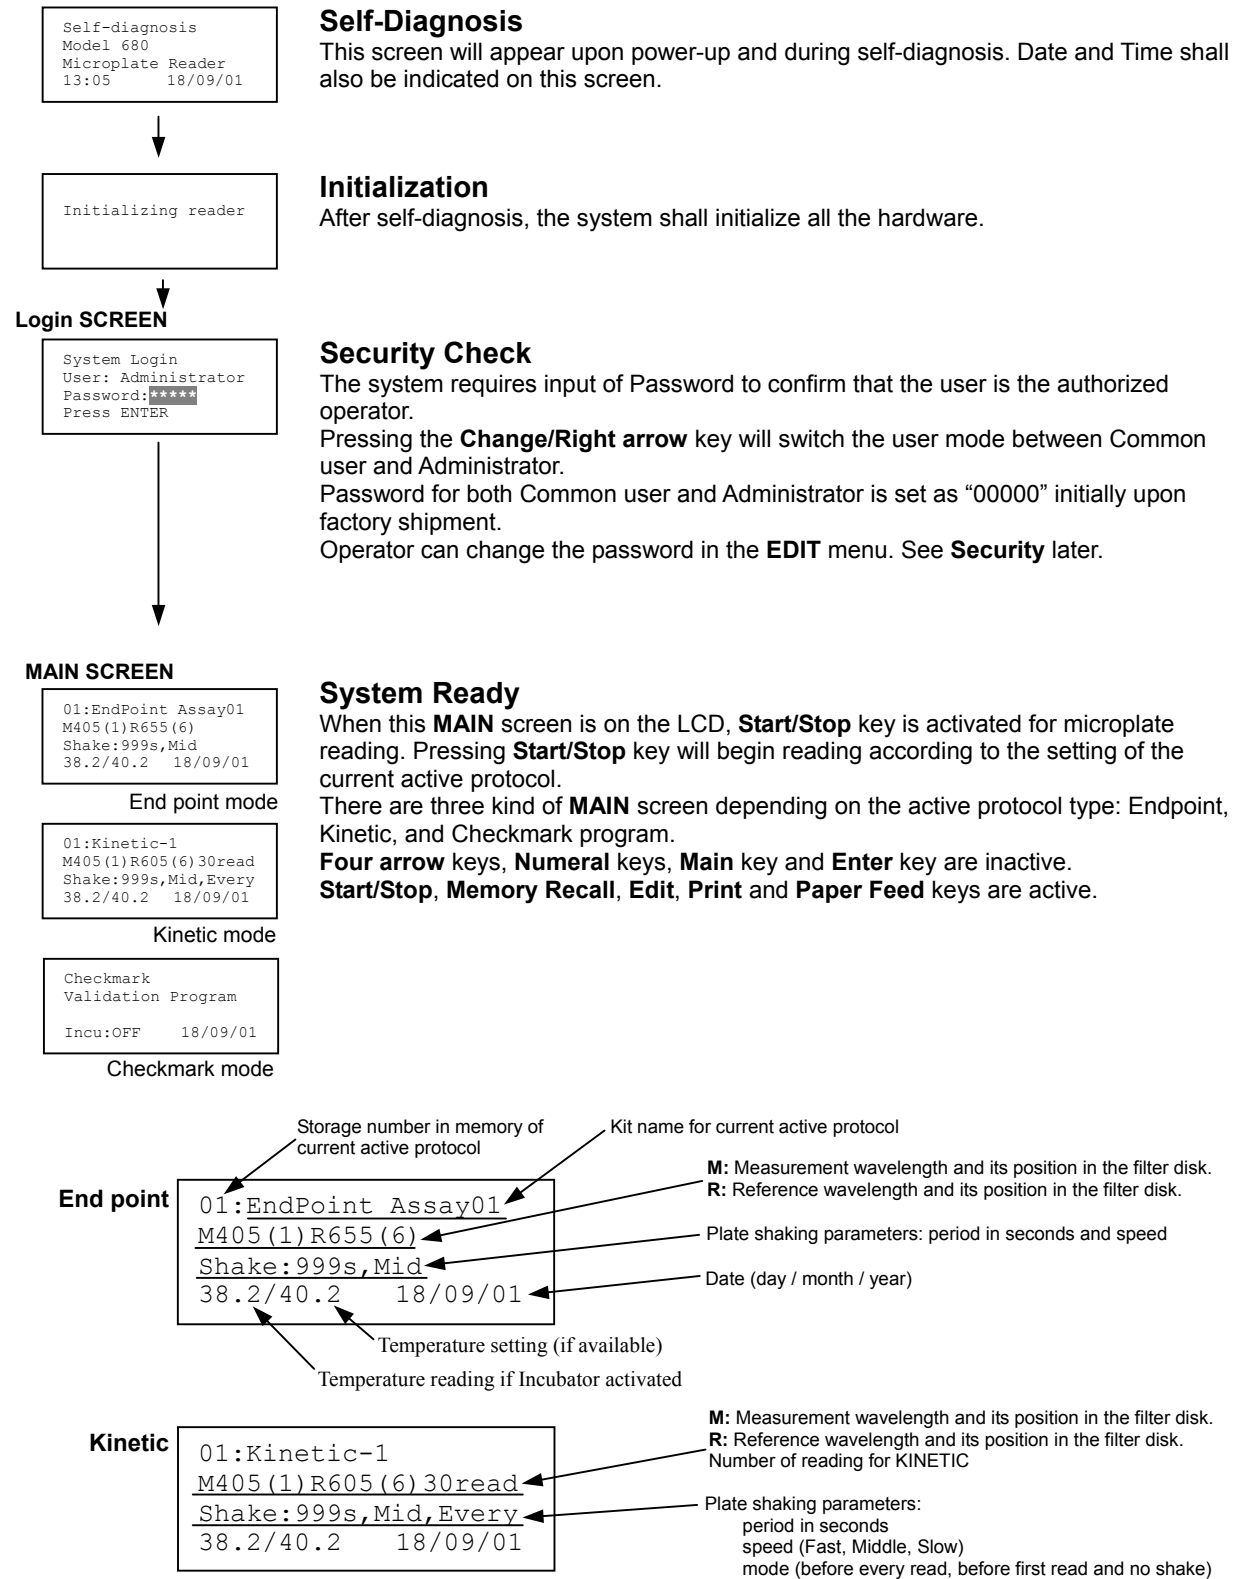 Self-diagnosis
Model 680
Microplate Reader
13:05 18/09/01
Self-Diagnosis
This screen will appear upon power-up and during self-diagnosis. Date and Time shall
also be indicated on this screen.
Initializing reader
Initialization
After self-diagnosis, the system shall initialize all the hardware.
Login SCREEN
System Login
User: Administrator
Password:*****
Press ENTER
Security Check
The system requires input of Password to confirm that the user is the authorized
operator.
Pressing the Change/Right arrow key will switch the user mode between Common
user and Administrator.
Password for both Common user and Administrator is set as “00000” initially upon
factory shipment.
Operator can change the password in the EDIT menu. See Security later.
MAIN SCREEN
01:EndPoint Assay01
M405(1)R655(6)
Shake:999s,Mid
38.2/40.2 18/09/01
End point mode
01:Kinetic-1
M405(1)R605(6)30read
Shake:999s,Mid,Every
38.2/40.2 18/09/01
Kinetic mode
Checkmark
Validation Program
Incu:OFF 18/09/01
Checkmark mode
System Ready
When this MAIN screen is on the LCD, Start/Stop key is activated for microplate
reading. Pressing Start/Stop key will begin reading according to the setting of the
current active protocol.
There are three kind of MAIN screen depending on the active protocol type: Endpoint,
Kinetic, and Checkmark program.
Four arrow keys, Numeral keys, Main key and Enter key are inactive.
Start/Stop, Memory Recall, Edit, Print and Paper Feed keys are active.
Storage number in memory of
current active protocol
Kit name for current active protocol
M: Measurement wavelength and its position in the filter disk.
R: Reference wavelength and its position in the filter disk.
End point
01:EndPoint Assay01
M405(1)R655(6)
Shake:999s,Mid
38.2/40.2 18/09/01
Plate shaking parameters: period in seconds and speed
Date (day / month / year)
Temperature setting (if available)
Temperature reading if Incubator activated
Kinetic
01:Kinetic-1
M405(1)R605(6)30read
Shake:999s,Mid,Every
38.2/40.2 18/09/01
M: Measurement wavelength and its position in the filter disk.
R: Reference wavelength and its position in the filter disk.
Number of reading for KINETIC
Plate shaking parameters:
period in seconds
speed (Fast, Middle, Slow)
mode (before every read, before first read and no shake)